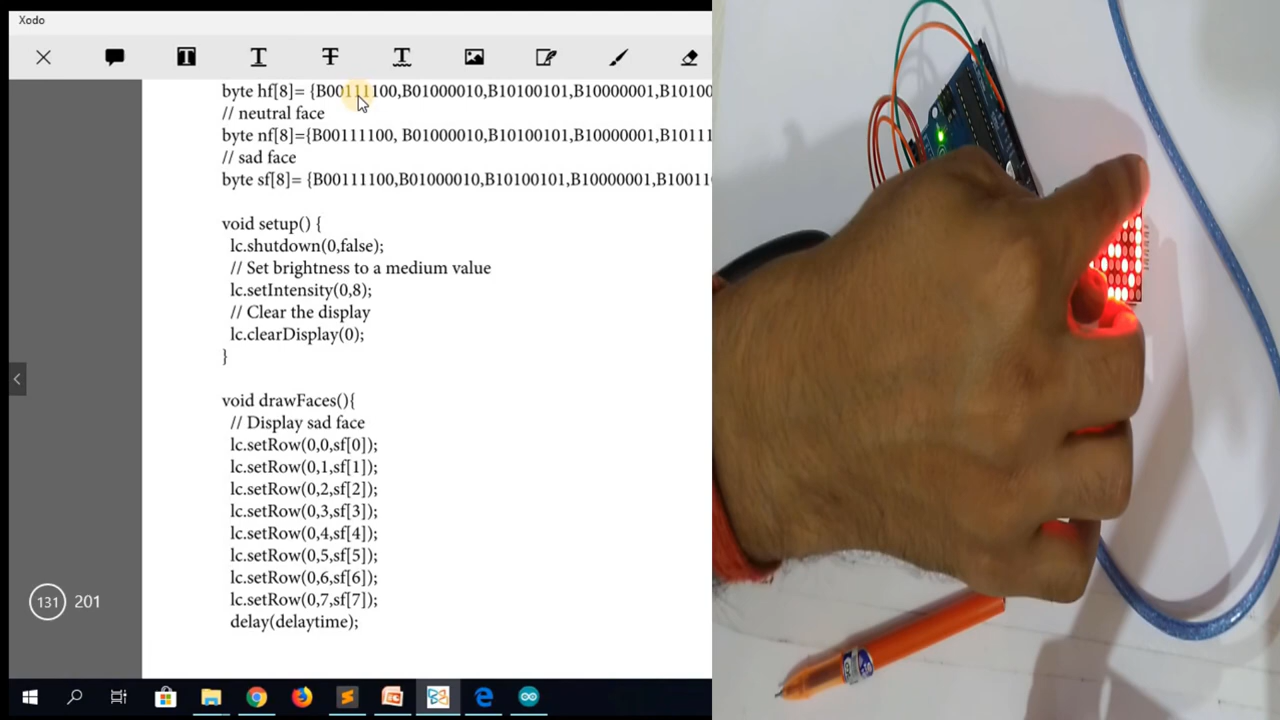 Xodo
byte hf[8]= {B00111100,B01000010,B10100101,B10000001,B10100
// neutral face
byte nf[8]={B00111100, B01000010,B10100101,B10000001,B10111
// sad face
byte sf[8]= {B00111100,B01000010,B10100101,B10000001,B10011
void setup() {
lc.shutdown(0,false);
// Set brightness to a medium value
lc.setIntensity(0,8);
// Clear the display
lc.clearDisplay(0);
}
void drawFaces(){
// Display sad face
lc.setRow(0,0,sf[0]);
lc.setRow(0,1,sf[1]);
lc.setRow(0,2,sf[2]);
lc.setRow(0,3,sf[3]);
lc.setRow(0,4,sf[4]);
lc.setRow(0,5,sf[5]);
lc.setRow(0,6,sf[6]);
lc.setRow(0,7,sf[7]);
delay(delaytime);
131 201